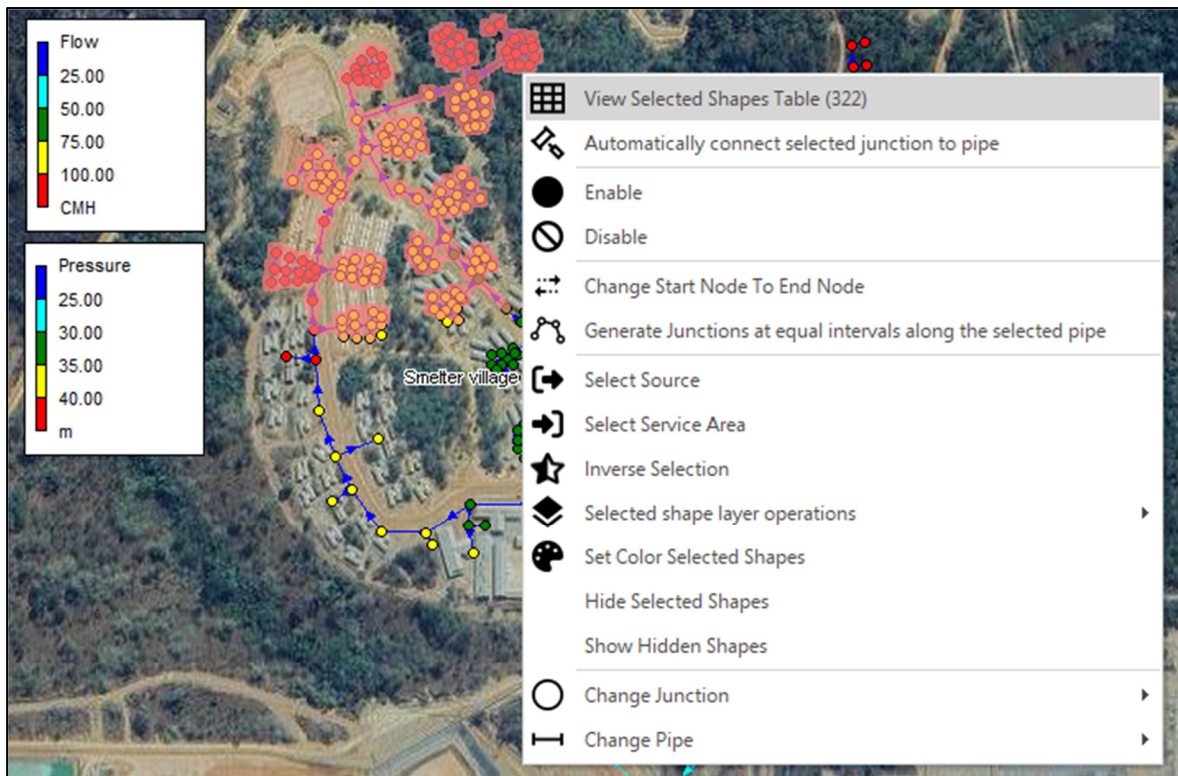 Flow
25.00
50.00
75.00
100.00
CMH
Pressure
25.00
30.00
35.00
40.00
m
Smelter village
View Selected Shapes Table (322)
Automatically connect selected junction to pipe
Enable
Disable
Change Start Node To End Node
Generate Junctions at equal intervals along the selected pipe
Select Source
Select Service Area
Inverse Selection
Selected shape layer operations
Set Color Selected Shapes
Hide Selected Shapes
Show Hidden Shapes
Change Junction
Change Pipe